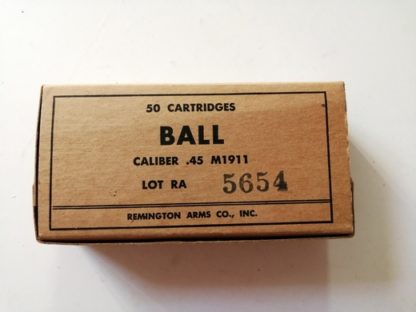 50 CARTRIDGES
BALL
CALIBER .45 M1911
LOT RA 5654
REMINGTON ARMS CO., INC.